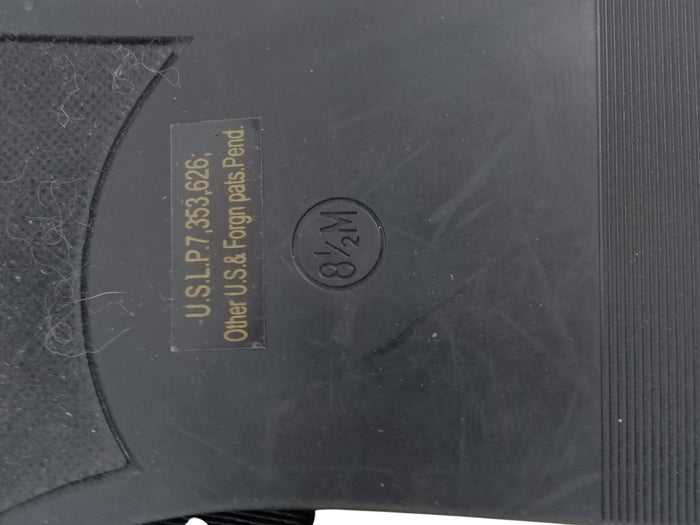 U.S.L.P.7,353,626;
Other U.S.& Forgn pats.Pend.
8½M